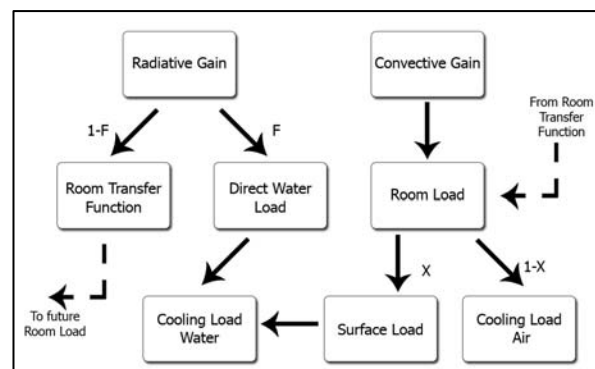 Radiative Gain
Convective Gain
1-F
F
From Room
Transfer
Function
Room Transfer
Function
Direct Water
Load
Room Load
X
1-X
To future
Room Load
Cooling Load
Water
Surface Load
Cooling Load
Air